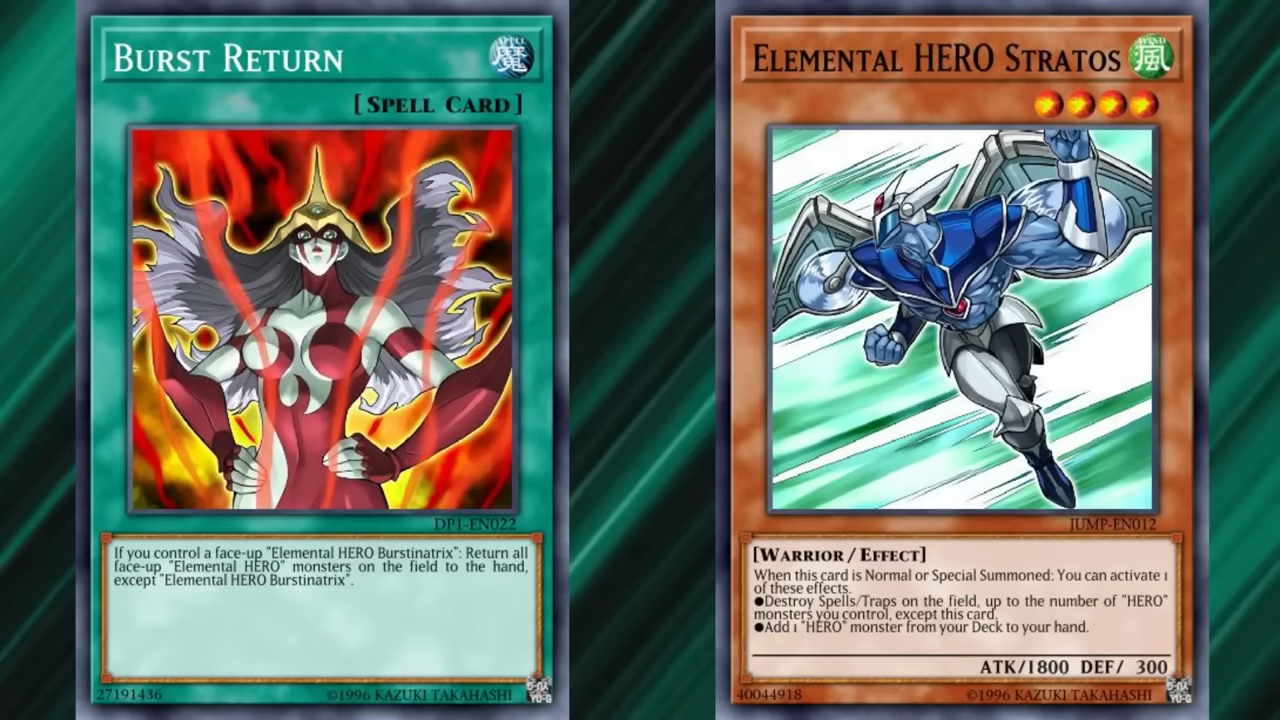 BURST RETURN
SPELL
魔
[SPELL CARD]
DP1-EN022
If you control a face-up "Elemental HERO Burstinatrix": Return all
face-up "Elemental HERO" monsters on the field to the hand,
except "Elemental HERO Burstinatrix".
27191436
©1996 KAZUKI TAKAHASHI
ELEMENTAL HERO STRATOS
WIND
風
JUMP-EN012
[WARRIOR / EFFECT]
When this card is Normal or Special Summoned: You can activate 1
of these effects.
●Destroy Spells/Traps on the field, up to the number of "HERO"
monsters you control, except this card.
●Add 1 "HERO" monster from your Deck to your hand.
ATK/1800 DEF/ 300
40044918
©1996 KAZUKI TAKAHASHI